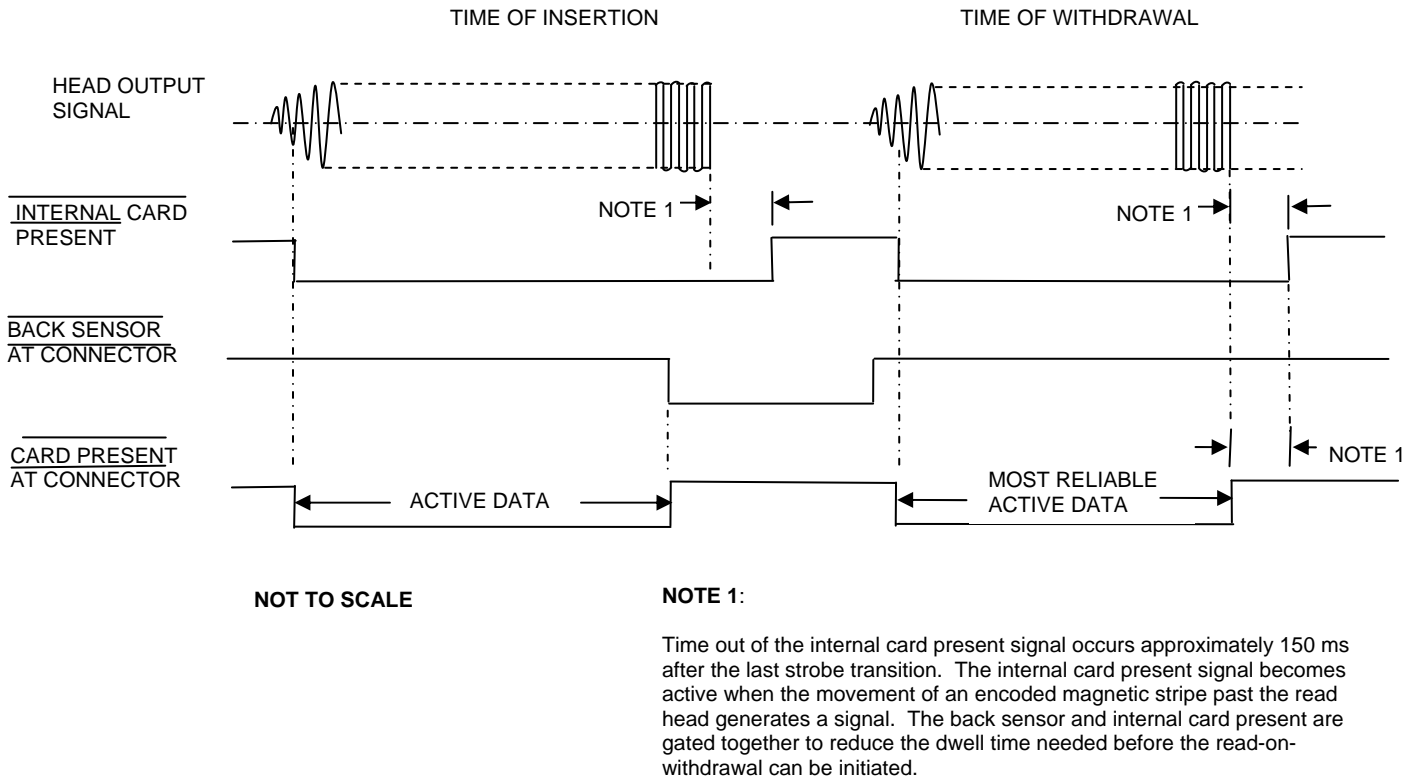 TIME OF INSERTION
TIME OF WITHDRAWAL
HEAD OUTPUT
SIGNAL
INTERNAL CARD
PRESENT
NOTE 1
NOTE 1
BACK SENSOR
AT CONNECTOR
CARD PRESENT
AT CONNECTOR
ACTIVE DATA
MOST RELIABLE
ACTIVE DATA
NOTE 1
NOT TO SCALE
NOTE 1:
Time out of the internal card present signal occurs approximately 150 ms
after the last strobe transition. The internal card present signal becomes
active when the movement of an encoded magnetic stripe past the read
head generates a signal. The back sensor and internal card present are
gated together to reduce the dwell time needed before the read-on-
withdrawal can be initiated.